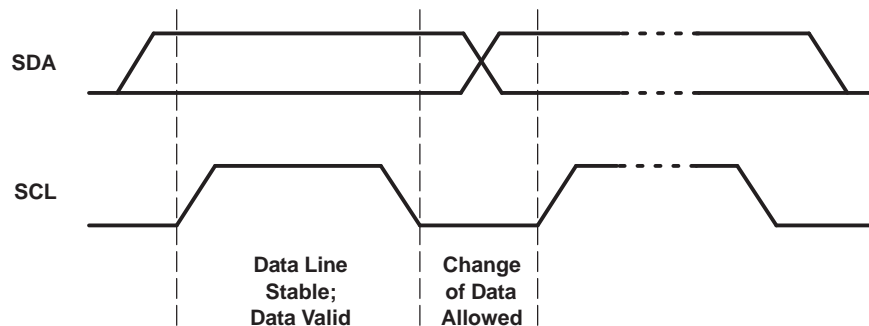 SDA
SCL
Data Line
Stable;
Data Valid
Change
of Data
Allowed